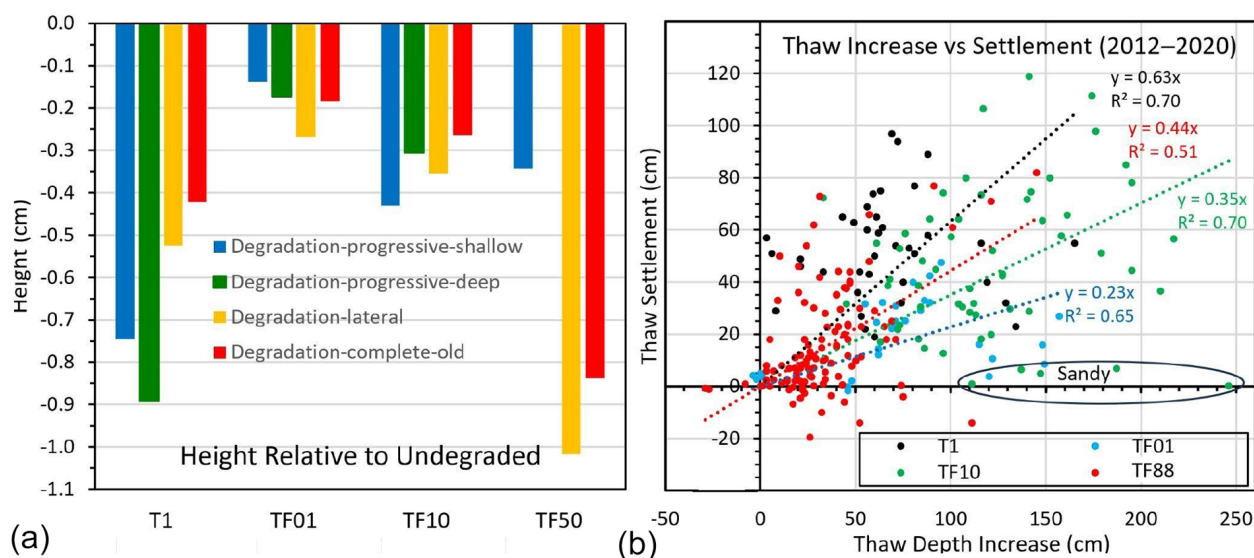 0.0
-0.1
-0.2
-0.3
-0.4
-0.5
-0.6
-0.7
-0.8
-0.9
-1.0
-1.1
Height (cm)
Degradation-progressive-shallow
Degradation-progressive-deep
Degradation-lateral
Degradation-complete-old
Height Relative to Undegraded
T1 TF01 TF10 TF50
(a)
Thaw Increase vs Settlement (2012–2020)
120
100
80
60
40
20
0
-20
Thaw Settlement (cm)
y = 0.63x
R² = 0.70
y = 0.44x
R² = 0.51
y = 0.35x
R² = 0.70
y = 0.23x
R² = 0.65
Sandy
T1 TF01
TF10 TF88
-50 0 50 100 150 200 250
Thaw Depth Increase (cm)
(b)